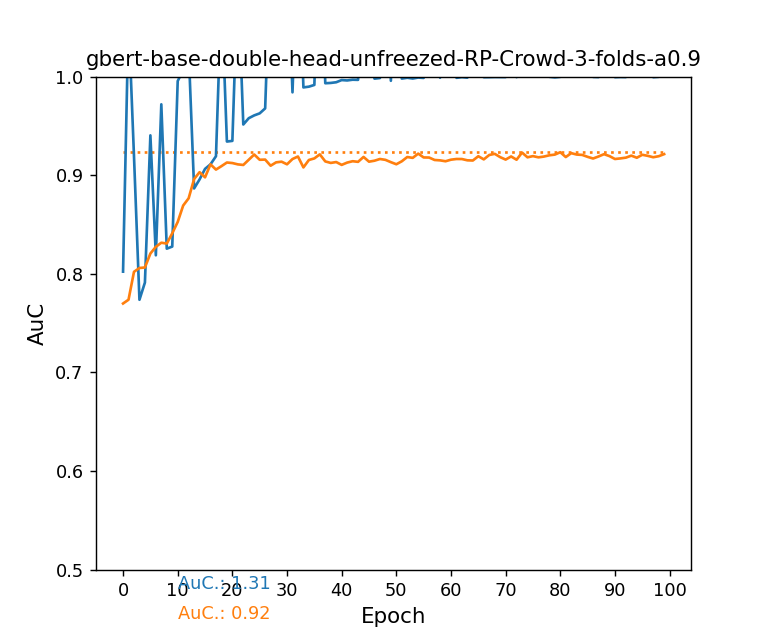 gbert-base-double-head-unfreezed-RP-Crowd-3-folds-a0.9
1.0
0.9
0.8
0.7
0.6
0.5
AuC
0 10 20 30 40 50 60 70 80 90 100
AuC.: 1.31
AuC.: 0.92
Epoch